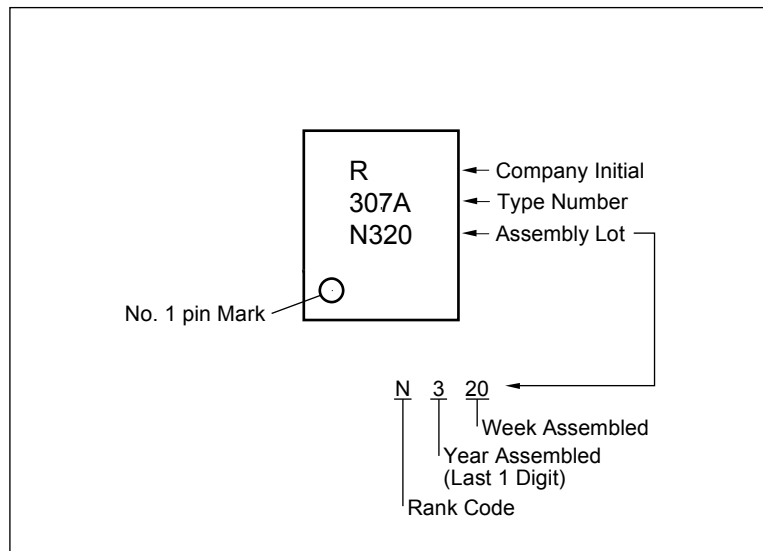 R
307A
N320
Company Initial
Type Number
Assembly Lot
No. 1 pin Mark
N 3 20
Week Assembled
Year Assembled
(Last 1 Digit)
Rank Code